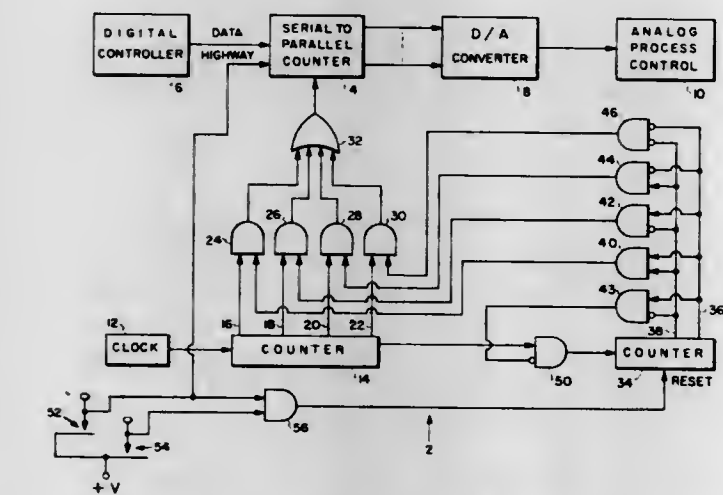 DIGITAL
CONTROLLER
6
DATA
HIGHWAY
SERIAL TO
PARALLEL
COUNTER
4
D/A
CONVERTER
8
ANALOG
PROCESS
CONTROL
10
32
46
44
42
40
43
24
26
28
30
16
18
20
22
38
36
12
CLOCK
COUNTER
14
50
COUNTER
34
RESET
52
54
56
2
+V